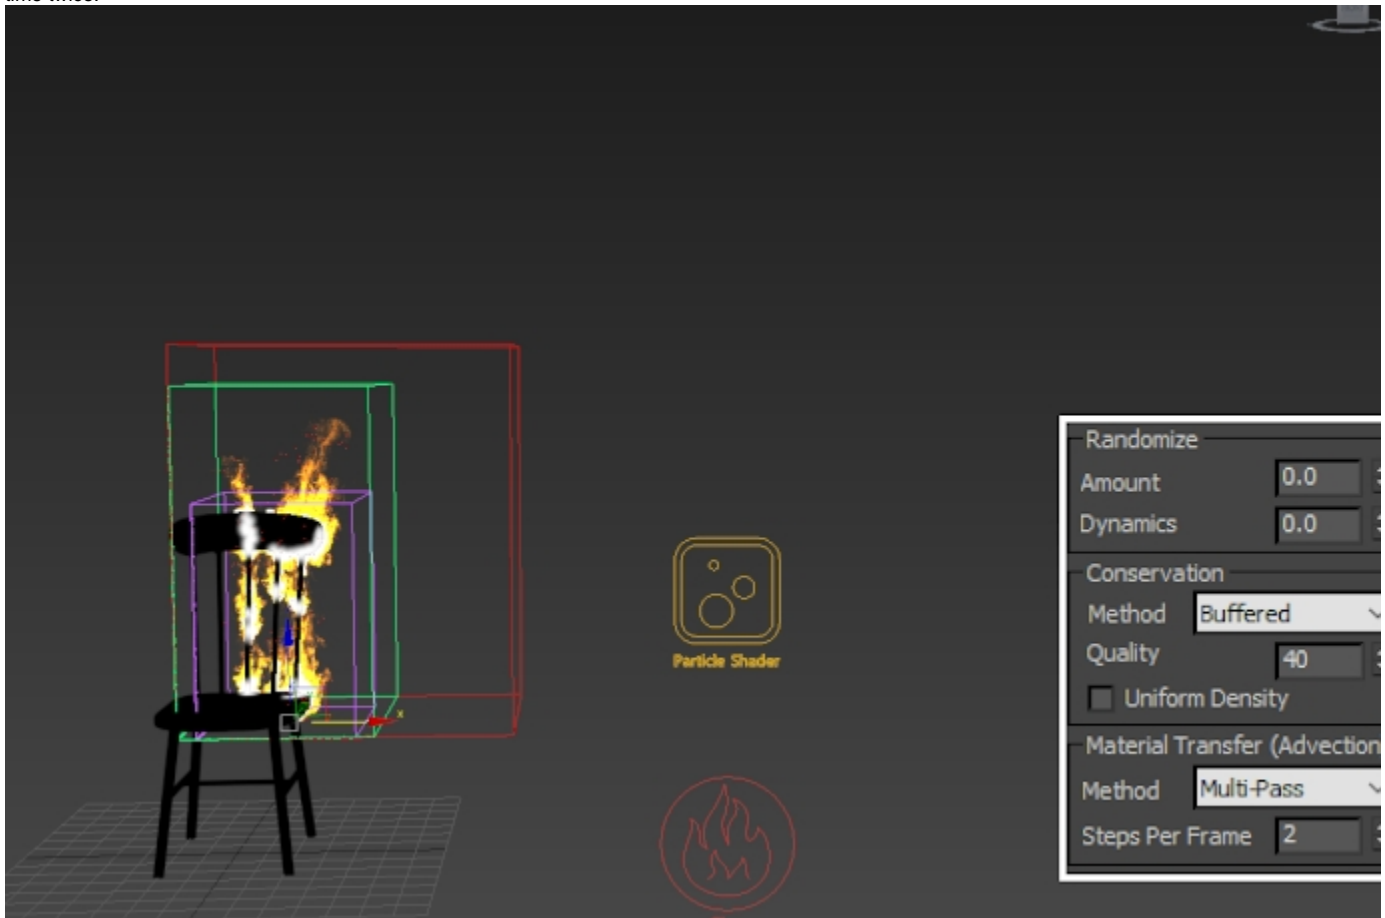 Randomize
Amount 0.0
Dynamics 0.0
Conservation
Method Buffered
Quality 40
Uniform Density
Particle Shader
Material Transfer (Advection
Method Multi-Pass
Steps Per Frame 2
x